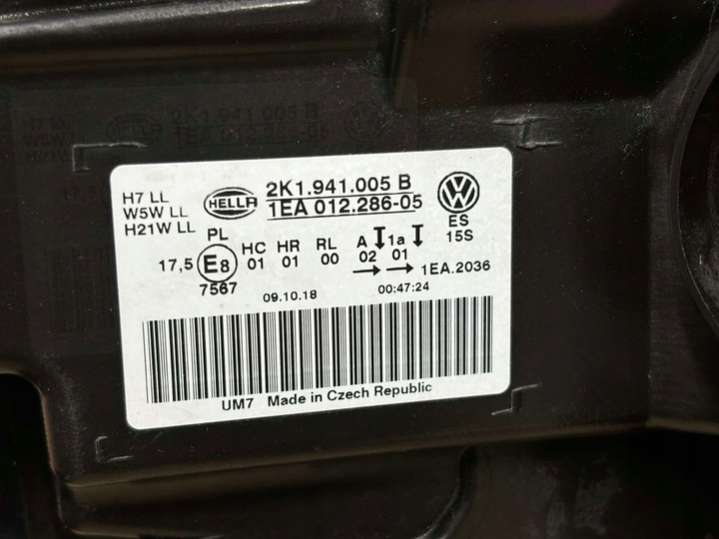 H7 LL
W5W LL
H21W LL
HELLA
2K1.941.005 B
1EA 012.286-05
VW
ES
15S
PL
17,5
E8
7567
HC HR RL A 1a
01 01 00 02 01
1EA.2036
09.10.18 00:47:24
UM7 Made in Czech Republic